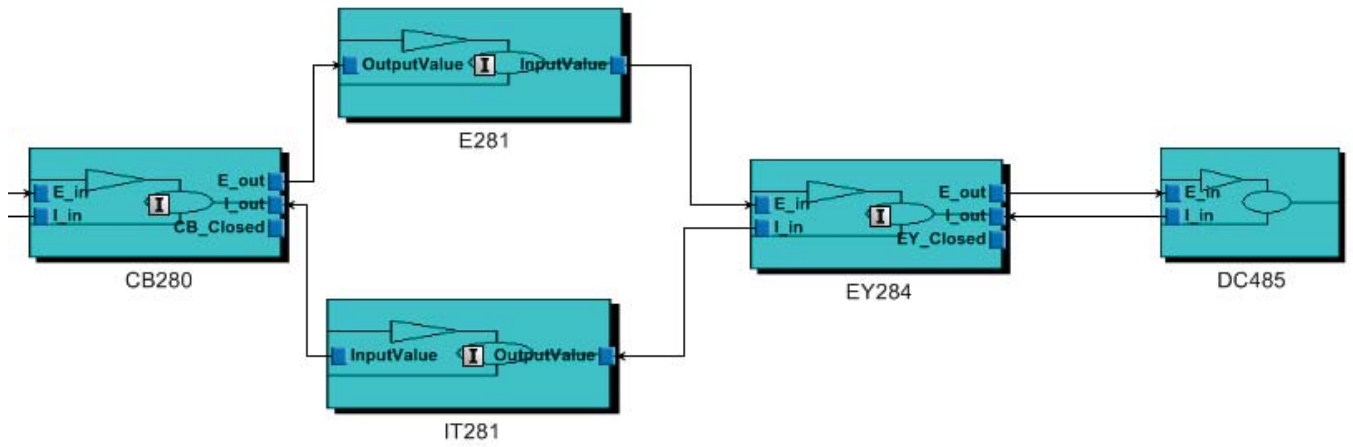 OutputValue I InputValue
E281
E_in E_out
I I_out
I_in
CB_Closed
CB280
InputValue I OutputValue
IT281
E_in E_out
I_in I I_out
EY_Closed
EY284
E_in
I_in
DC485